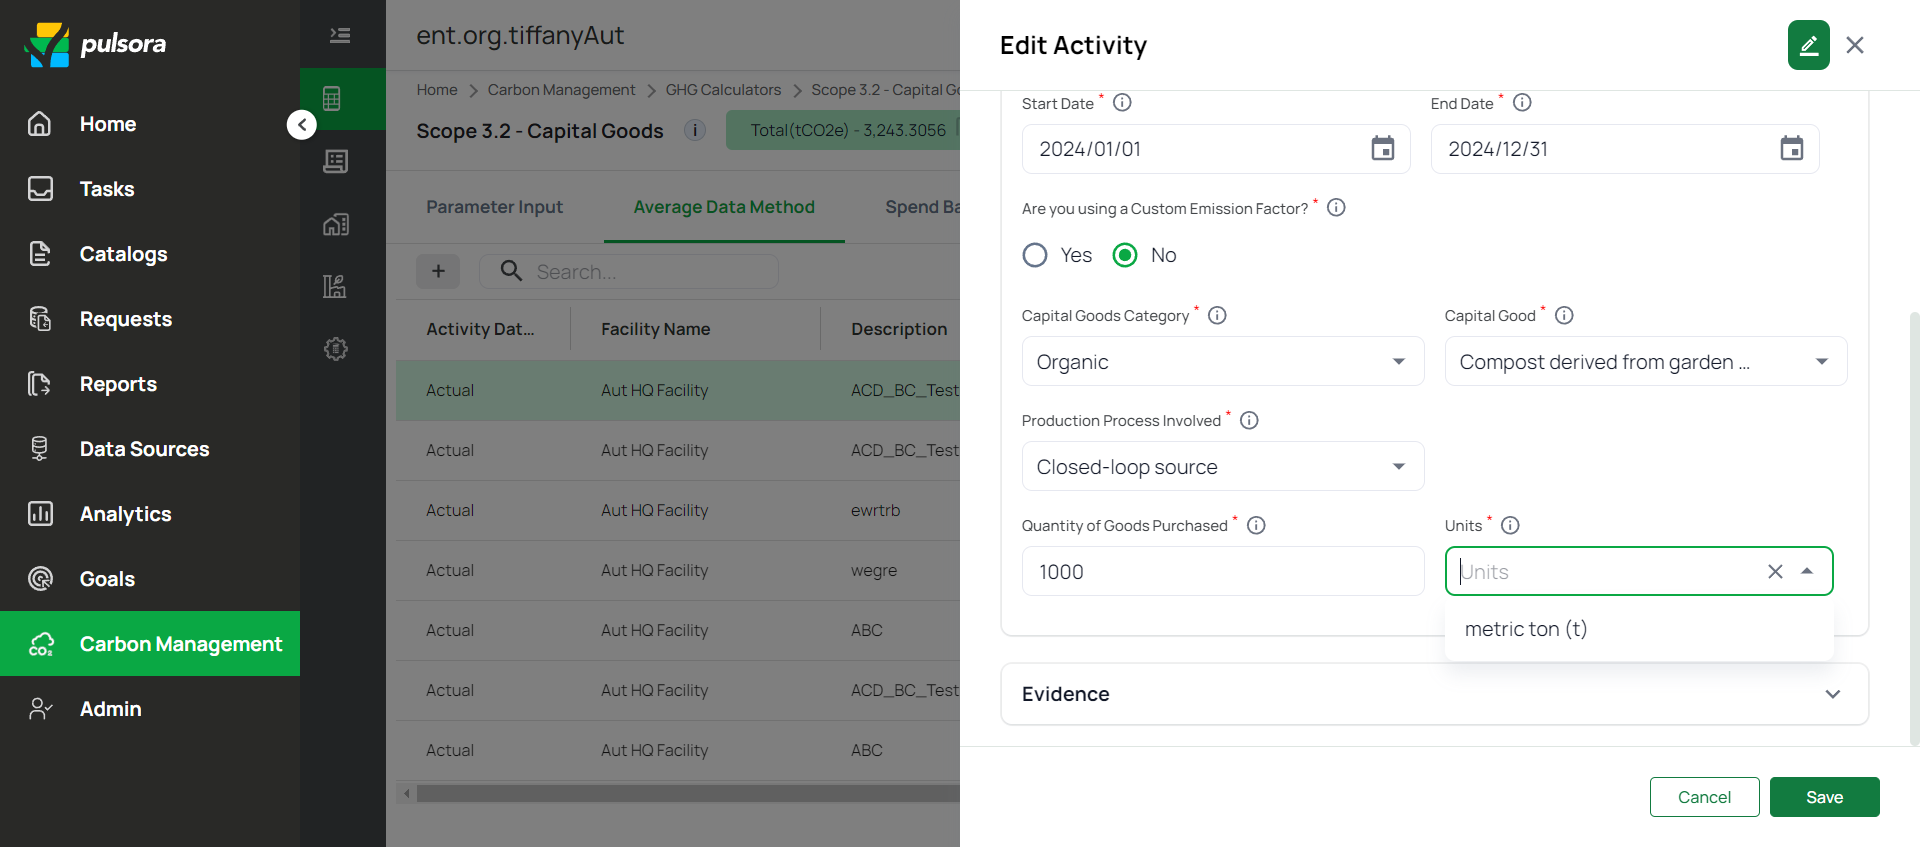 pulsora
Home
Tasks
Catalogs
Requests
Reports
Data Sources
Analytics
Goals
CO₂
Carbon Management
Admin
ent.org.tiffanyAut
Home > Carbon Management > GHG Calculators > Scope 3.2 - Capital Go
Scope 3.2 - Capital Goods i Total(tCO2e) - 3,243.3056
Parameter Input Average Data Method Spend Ba
+ Search...
Activity Dat... Facility Name Description
Actual Aut HQ Facility ACD_BC_Test
Actual Aut HQ Facility ACD_BC_Test
Actual Aut HQ Facility ewrtrb
Actual Aut HQ Facility wegre
Actual Aut HQ Facility ABC
Actual Aut HQ Facility ACD_BC_Test
Actual Aut HQ Facility ABC
Edit Activity
Start Date * End Date *
2024/01/01 2024/12/31
Are you using a Custom Emission Factor? *
Yes No
Capital Goods Category * Capital Good *
Organic Compost derived from garden ...
Production Process Involved *
Closed-loop source
Quantity of Goods Purchased * Units *
1000 Units
metric ton (t)
Evidence
Cancel Save